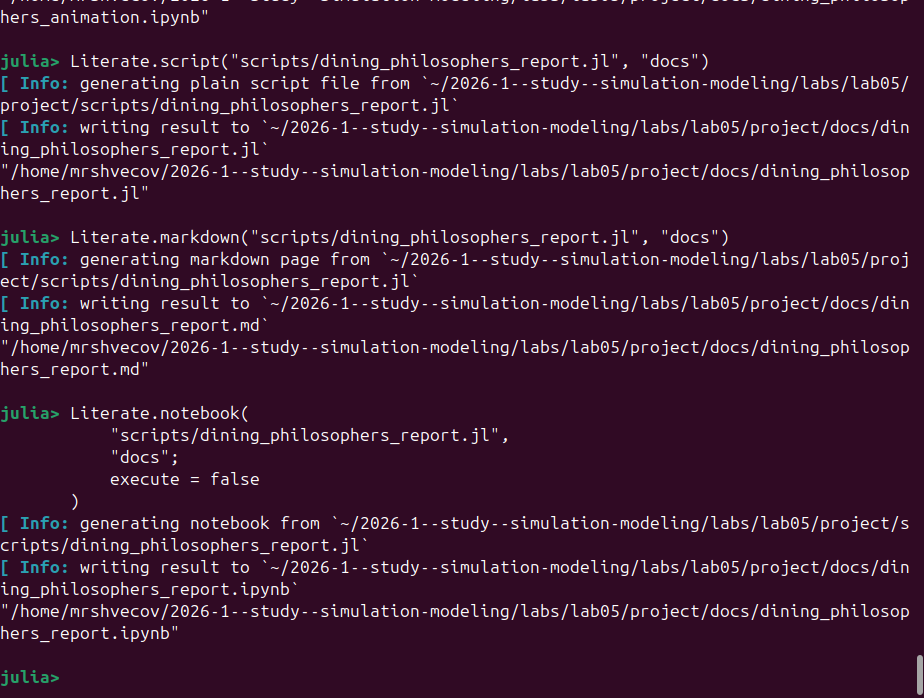 hers_animation.ipynb"
julia> Literate.script("scripts/dining_philosophers_report.jl", "docs")
[ Info: generating plain script file from `~/2026-1--study--simulation-modeling/labs/lab05/
project/scripts/dining_philosophers_report.jl`
[ Info: writing result to `~/2026-1--study--simulation-modeling/labs/lab05/project/docs/din
ing_philosophers_report.jl`
"/home/mrshvecov/2026-1--study--simulation-modeling/labs/lab05/project/docs/dining_philosop
hers_report.jl"
julia> Literate.markdown("scripts/dining_philosophers_report.jl", "docs")
[ Info: generating markdown page from `~/2026-1--study--simulation-modeling/labs/lab05/proj
ect/scripts/dining_philosophers_report.jl`
[ Info: writing result to `~/2026-1--study--simulation-modeling/labs/lab05/project/docs/din
ing_philosophers_report.md`
"/home/mrshvecov/2026-1--study--simulation-modeling/labs/lab05/project/docs/dining_philosop
hers_report.md"
julia> Literate.notebook(
"scripts/dining_philosophers_report.jl",
"docs";
execute = false
)
[ Info: generating notebook from `~/2026-1--study--simulation-modeling/labs/lab05/project/s
cripts/dining_philosophers_report.jl`
[ Info: writing result to `~/2026-1--study--simulation-modeling/labs/lab05/project/docs/din
ing_philosophers_report.ipynb`
"/home/mrshvecov/2026-1--study--simulation-modeling/labs/lab05/project/docs/dining_philosop
hers_report.ipynb"
julia>